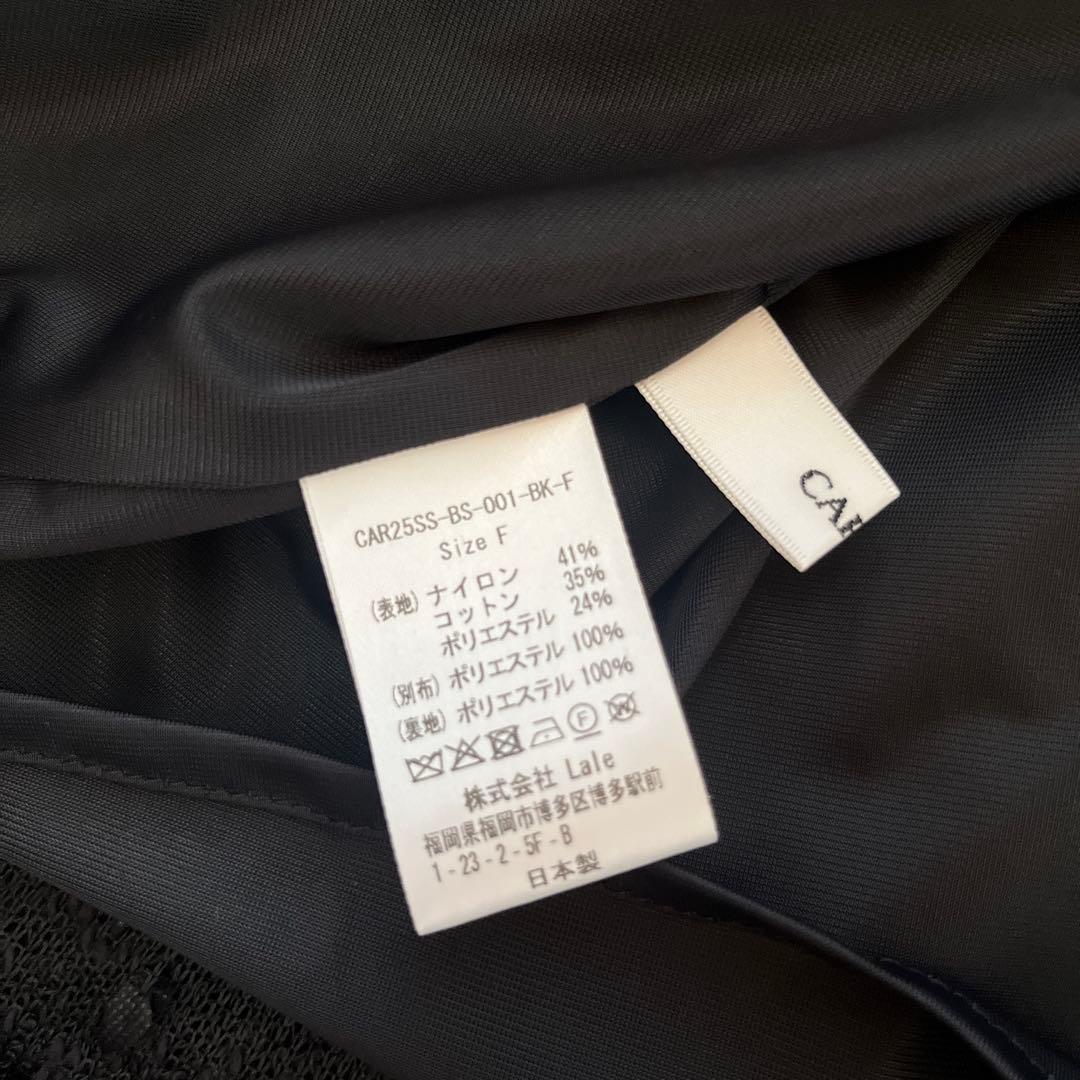 CAR25SS-BS-001-BK-F
Size F
(表地) ナイロン 41%
コットン 35%
ポリエステル 24%
(別布) ポリエステル 100%
(裏地) ポリエステル 100%
F
株式会社 Lale
福岡県福岡市博多区博多駅前
1-23-2-5F-B
日本製
CAR